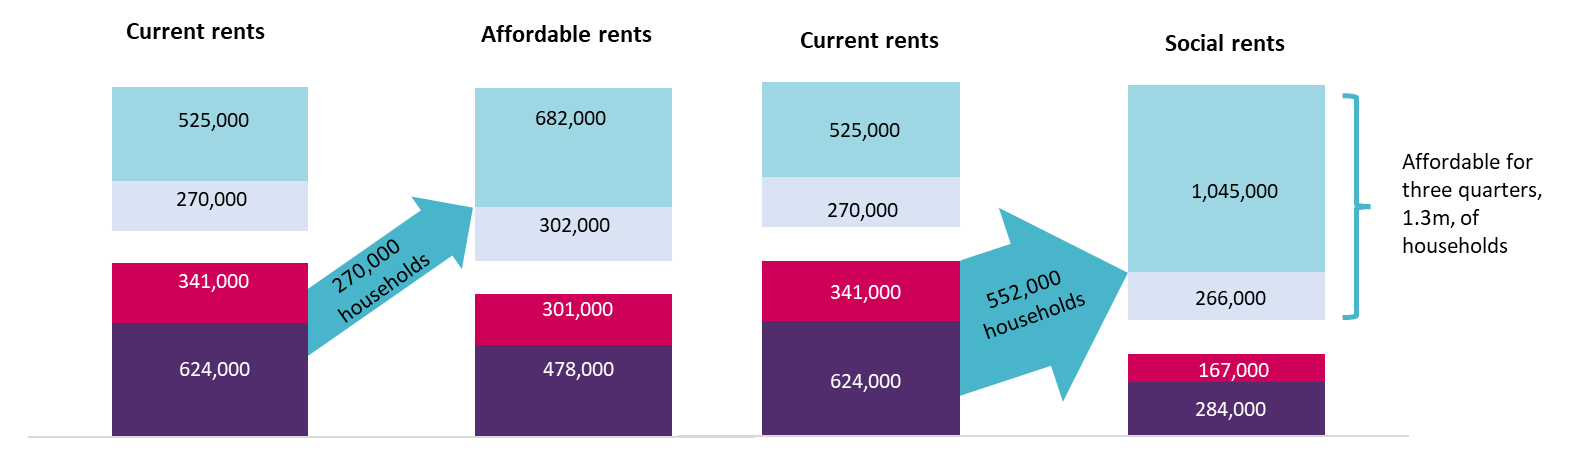 Current rents
525,000
270,000
341,000
624,000
270,000
households
Affordable rents
682,000
302,000
301,000
478,000
Current rents
525,000
270,000
341,000
624,000
552,000
households
Social rents
1,045,000
266,000
167,000
284,000
Affordable for
three quarters,
1.3m, of
households